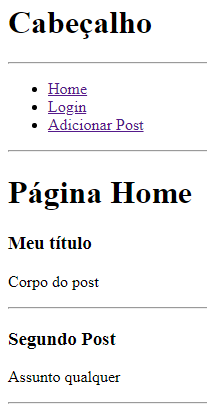 Cabeçalho
Home
Login
Adicionar Post
Página Home
Meu título
Corpo do post
Segundo Post
Assunto qualquer